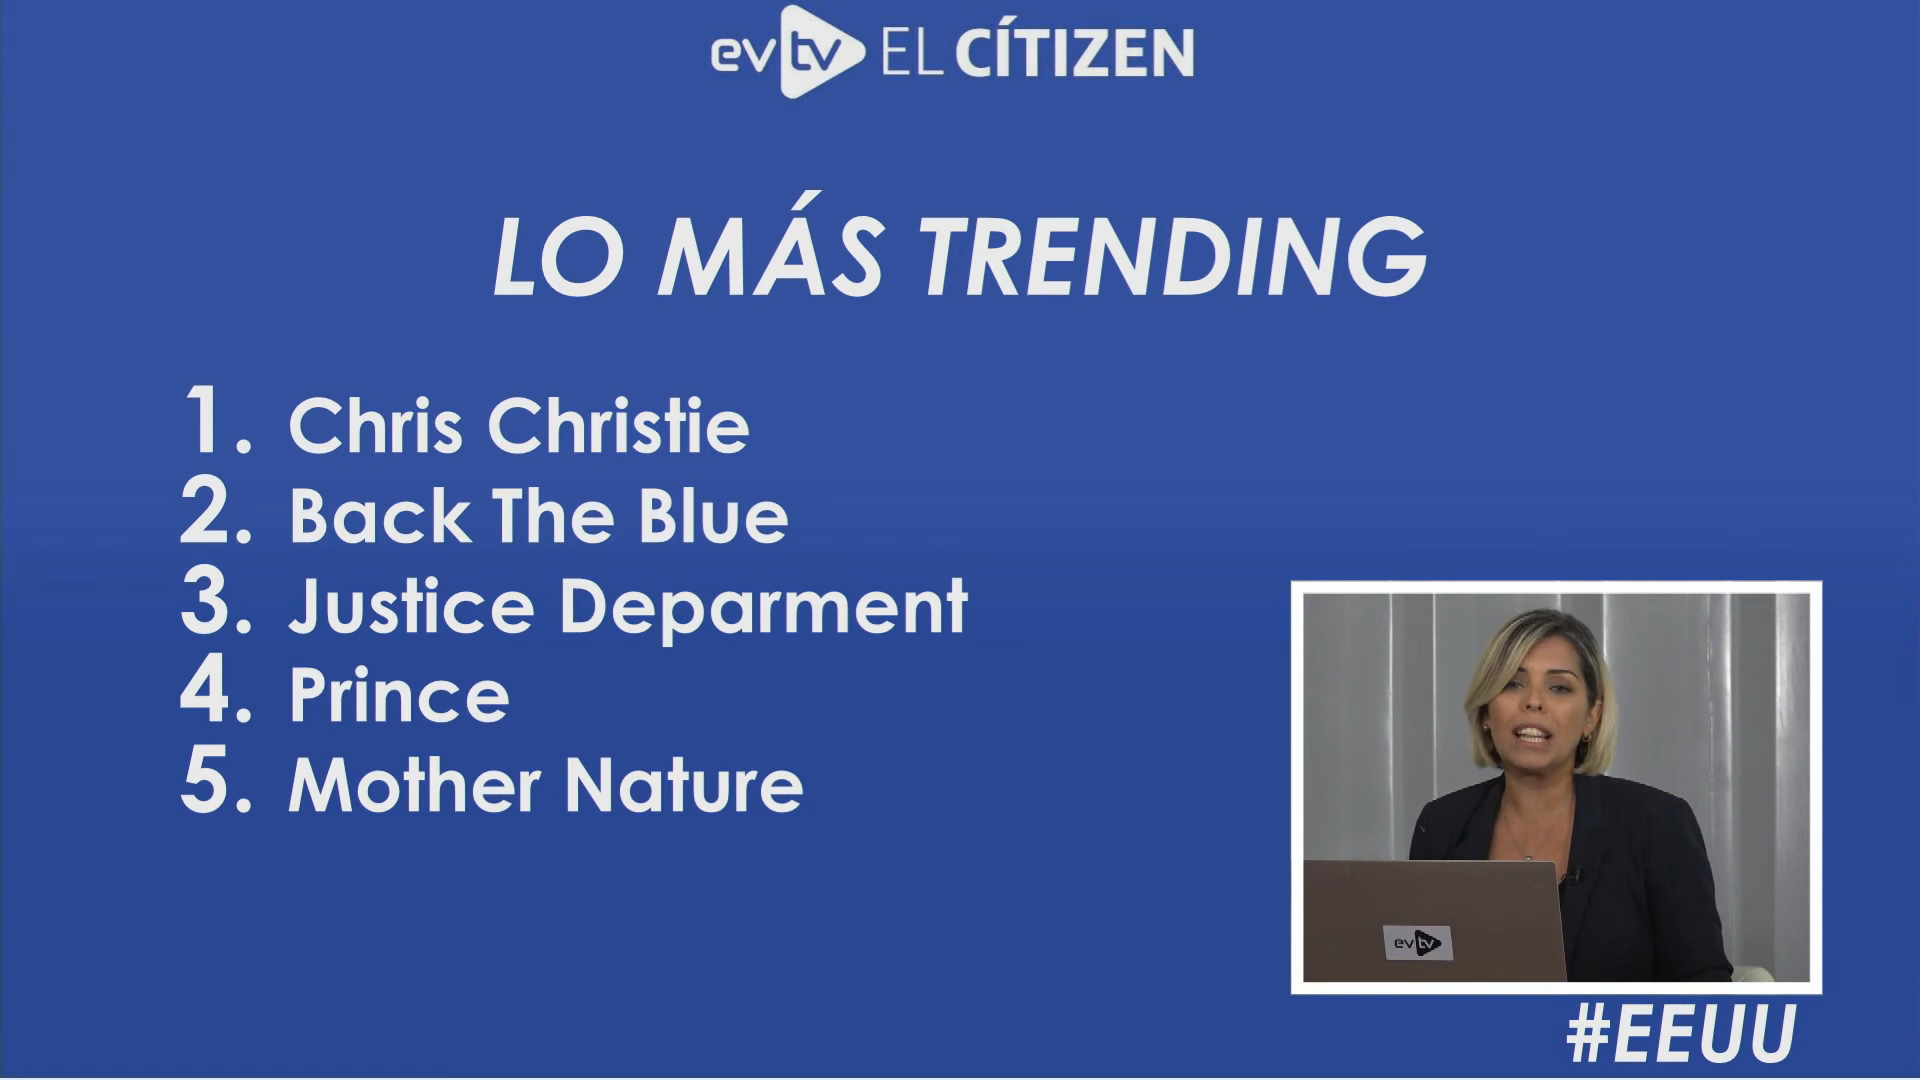 evtv EL CÍTIZEN
LO MÁS TRENDING
1. Chris Christie
2. Back The Blue
3. Justice Deparment
4. Prince
5. Mother Nature
evtv
#EEUU